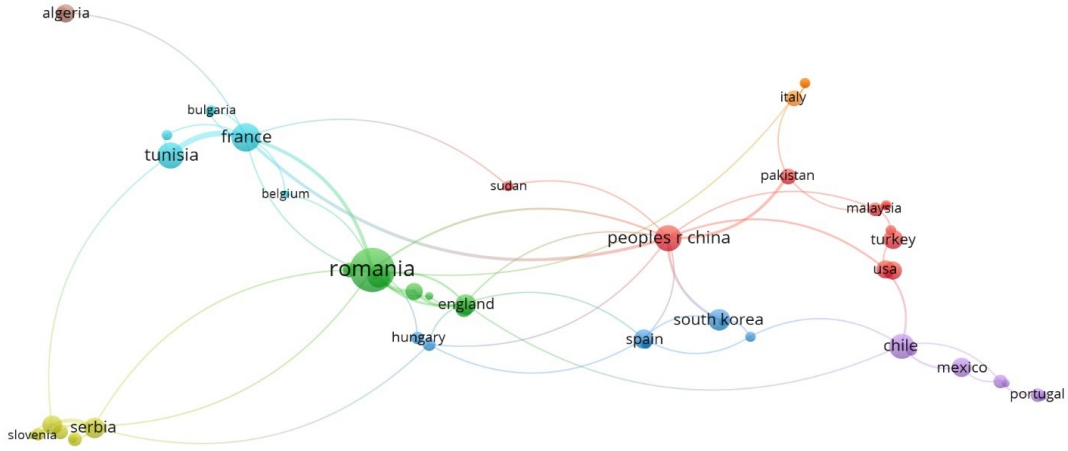 algeria
bulgaria
france
tunisia
belgium
sudan
italy
pakistan
malaysia
turkey
peoples r china
usa
romania
england
hungary
south korea
spain
chile
mexico
portugal
serbia
slovenia